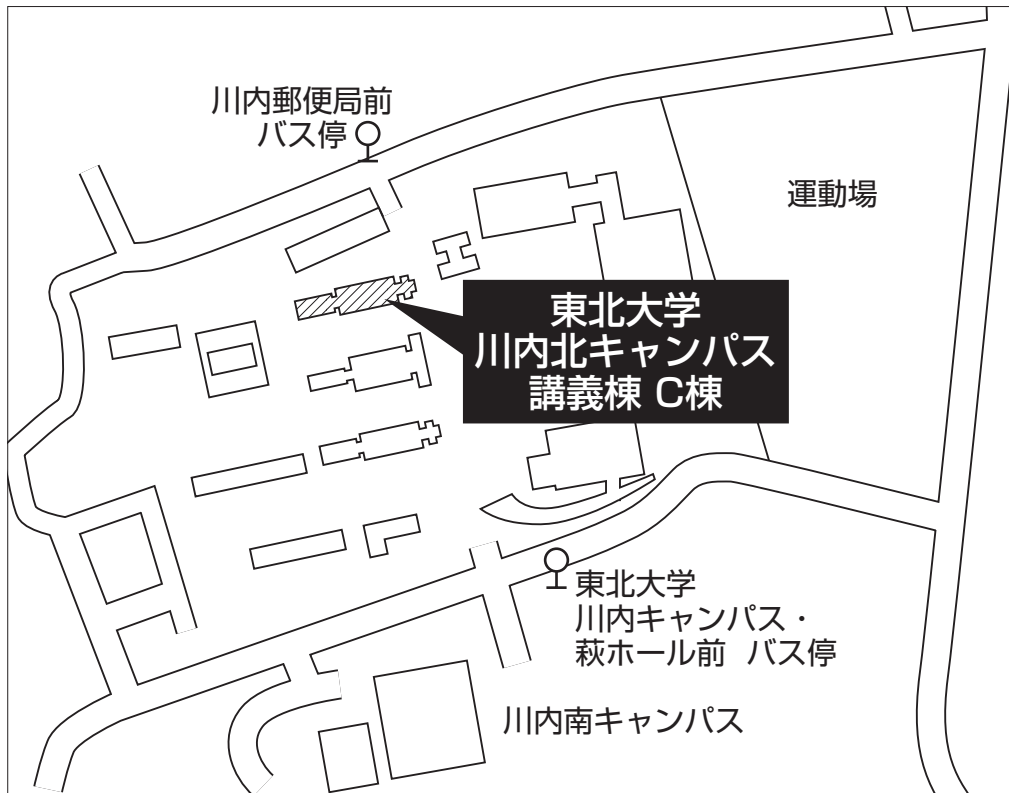 川内郵便局前
バス停
運動場
東北大学
川内北キャンパス
講義棟 C棟
東北大学
川内キャンパス・
萩ホール前 バス停
川内南キャンパス